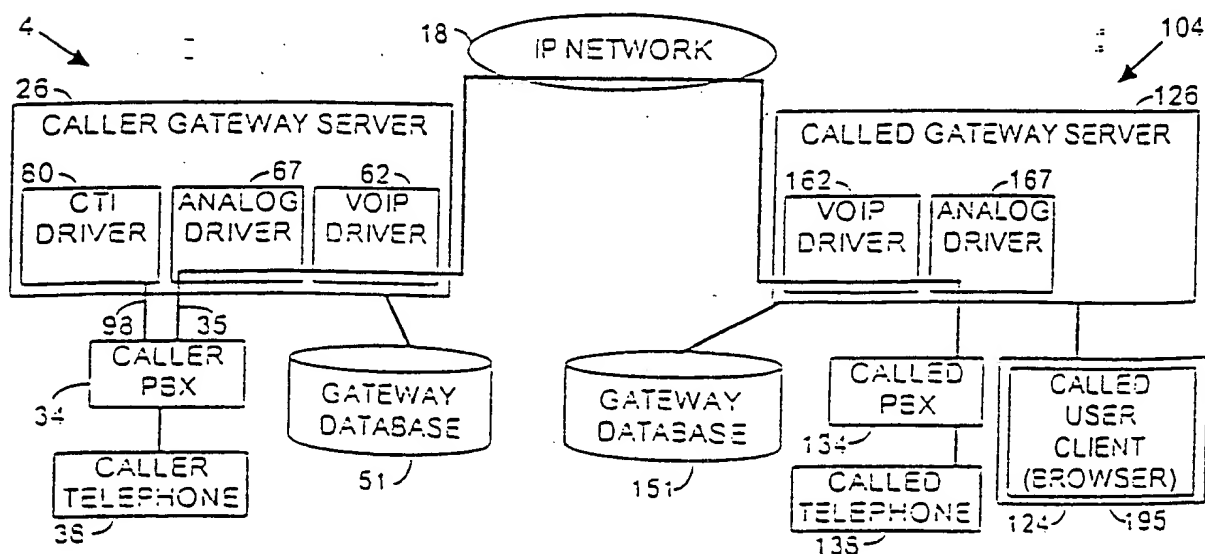 4
18
IP NETWORK
104
26
CALLER GATEWAY SERVER
60
CTI
DRIVER
67
ANALOG
DRIVER
62
VOIP
DRIVER
126
CALLED GATEWAY SERVER
162
VOIP
DRIVER
167
ANALOG
DRIVER
98
35
CALLER
PBX
34
CALLER
TELEPHONE
38
GATEWAY
DATABASE
51
GATEWAY
DATABASE
151
CALLED
PBX
134
CALLED
TELEPHONE
138
CALLED
USER
CLIENT
(BROWSER)
124
195